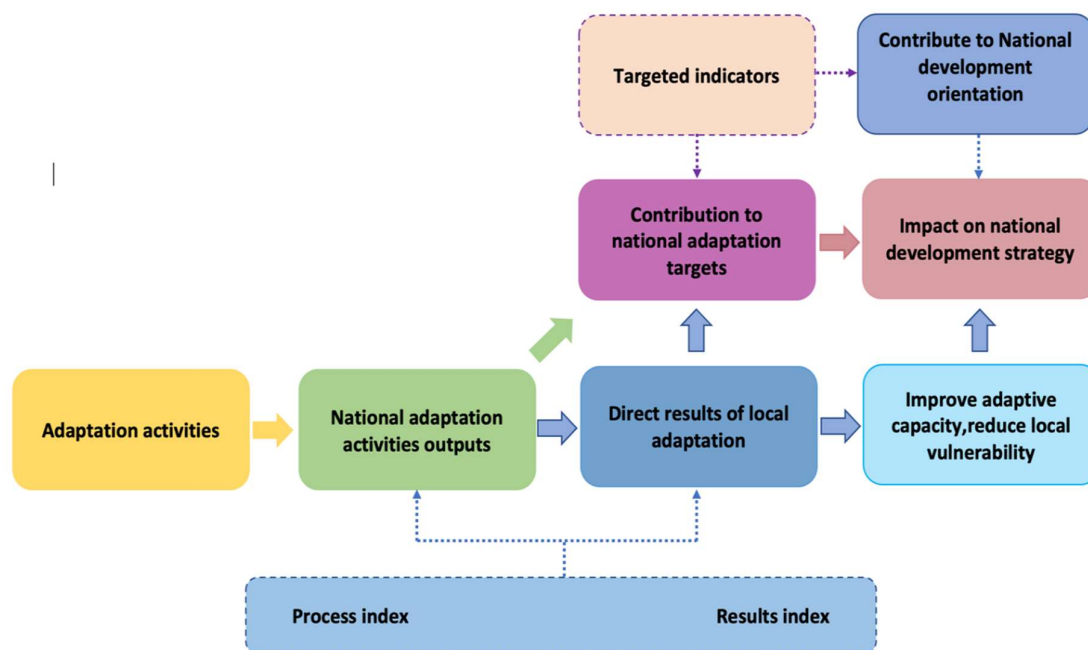 Targeted indicators
Contribute to National
development
orientation
Contribution to
national adaptation
targets
Impact on national
development strategy
Adaptation activities
National adaptation
activities outputs
Direct results of local
adaptation
Improve adaptive
capacity,reduce local
vulnerability
Process index
Results index